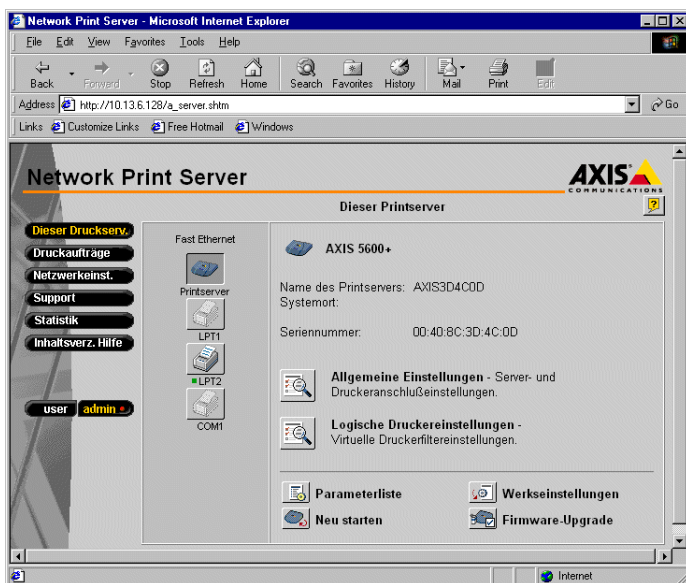 Network Print Server - Microsoft Internet Explorer
File Edit View Favorites Tools Help
Back Forward Stop Refresh Home Search Favorites History Mail Print Edit
Address http://10.13.6.128/a_server.shtm Go
Links Customize Links Free Hotmail Windows
Network Print Server
AXIS
COMMUNICATIONS
Dieser Printserver
?
Dieser Druckserv.
Druckaufträge
Netzwerkeinst.
Support
Statistik
Inhaltsverz. Hilfe
user admin
Fast Ethernet
Printserver
LPT1
LPT2
COM1
AXIS 5600+
Name des Printservers: AXIS3D4C0D
Systemort:
Seriennummer: 00:40:8C:3D:4C:0D
Allgemeine Einstellungen - Server- und
Druckeranschlußeinstellungen.
Logische Druckereinstellungen -
Virtuelle Druckerfiltereinstellungen.
Parameterliste Werkseinstellungen
Neu starten Firmware-Upgrade
Internet